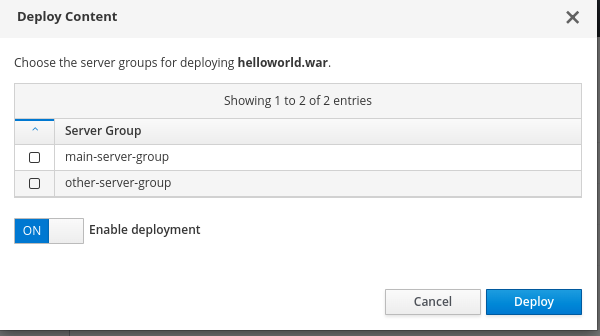 Deploy Content
Choose the server groups for deploying helloworld.war.
Showing 1 to 2 of 2 entries
Server Group
main-server-group
other-server-group
ON Enable deployment
Cancel Deploy